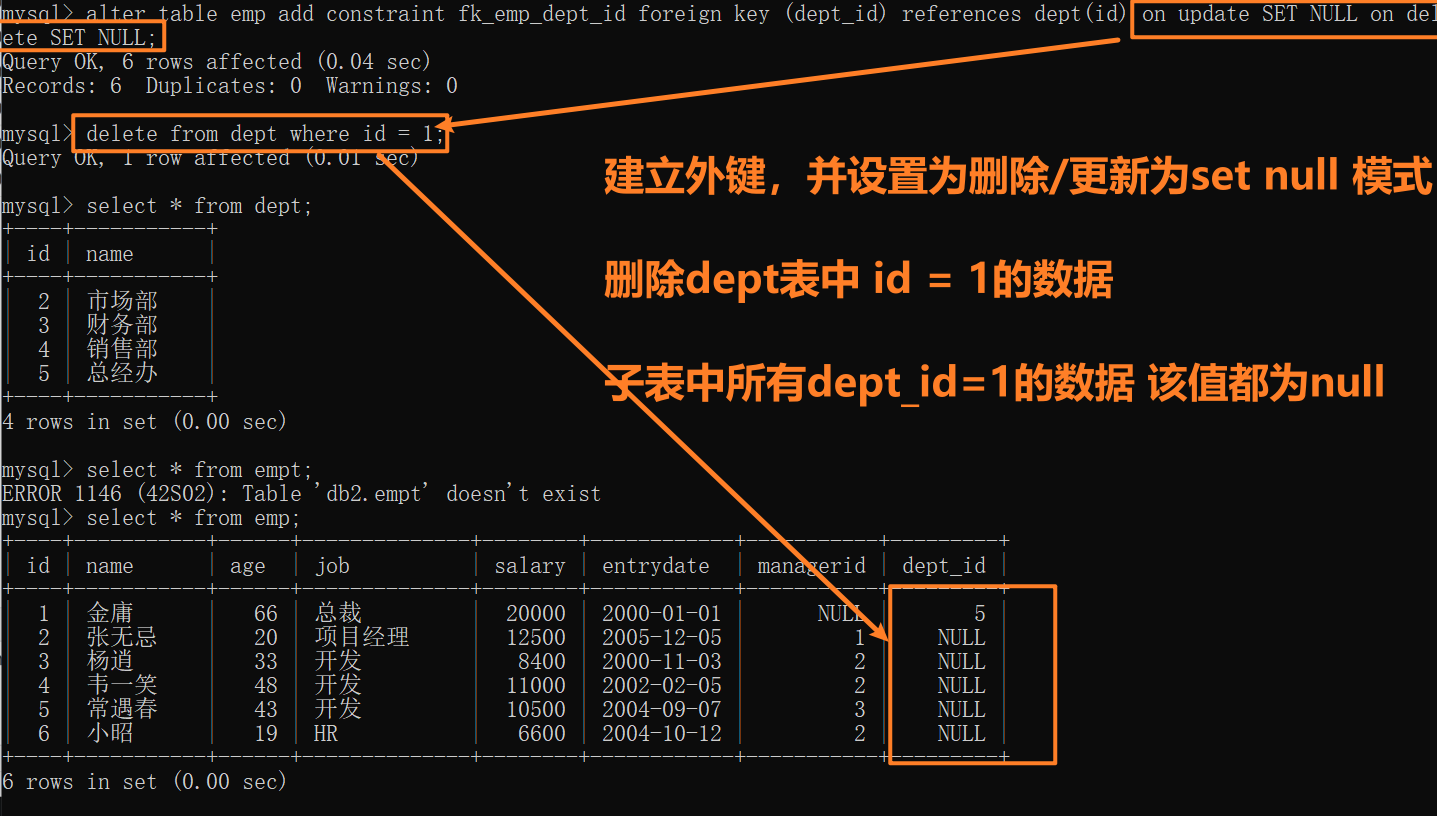 mysql> alter table emp add constraint fk_emp_dept_id foreign key (dept_id) references dept(id) on update SET NULL on del
ete SET NULL;
Query OK, 6 rows affected (0.04 sec)
Records: 6  Duplicates: 0  Warnings: 0
mysql> delete from dept where id = 1;
Query OK, 1 row affected (0.01 sec)
建立外键，并设置为删除/更新为set null 模式
mysql> select * from dept;
+----+-----------+
| id | name      |
+----+-----------+
删除dept表中 id = 1的数据
|  2 | 市场部    |
|  3 | 财务部    |
|  4 | 销售部    |
|  5 | 总经办    |
+----+-----------+
子表中所有dept_id=1的数据 该值都为null
4 rows in set (0.00 sec)
mysql> select * from empt;
ERROR 1146 (42S02): Table 'db2.empt' doesn't exist
mysql> select * from emp;
+----+-----------+------+--------------+--------+------------+-----------+---------+
| id | name      | age  | job          | salary | entrydate  | managerid | dept_id |
+----+-----------+------+--------------+--------+------------+-----------+---------+
|  1 | 金庸      |   66 | 总裁         |  20000 | 2000-01-01 |      NULL |       5 |
|  2 | 张无忌    |   20 | 项目经理     |  12500 | 2005-12-05 |         1 |    NULL |
|  3 | 杨逍      |   33 | 开发         |   8400 | 2000-11-03 |         2 |    NULL |
|  4 | 韦一笑    |   48 | 开发         |  11000 | 2002-02-05 |         2 |    NULL |
|  5 | 常遇春    |   43 | 开发         |  10500 | 2004-09-07 |         3 |    NULL |
|  6 | 小昭      |   19 | HR           |   6600 | 2004-10-12 |         2 |    NULL |
+----+-----------+------+--------------+--------+------------+-----------+---------+
6 rows in set (0.00 sec)